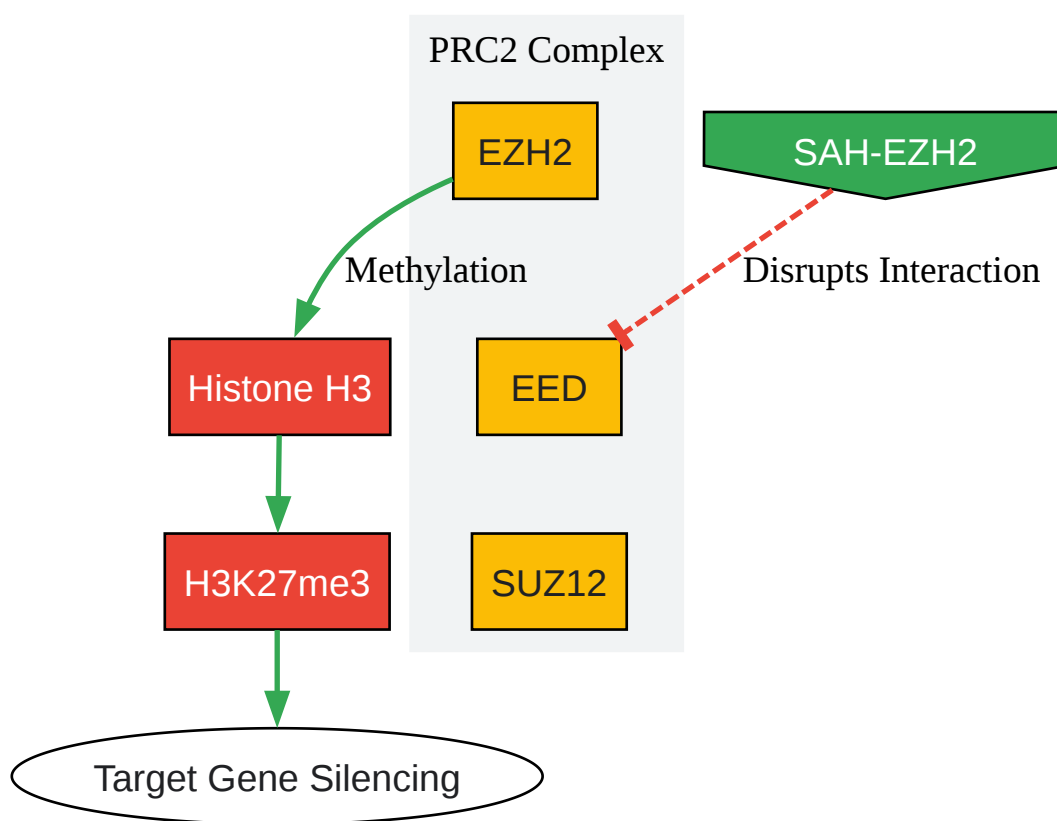 PRC2 Complex
EZH2
SAH-EZH2
Methylation
Disrupts Interaction
Histone H3
EED
H3K27me3
SUZ12
Target Gene Silencing